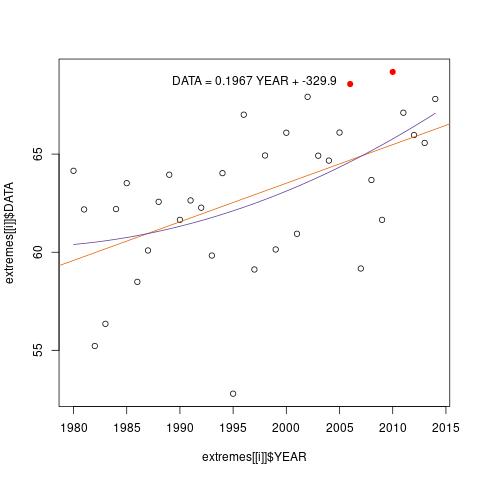 DATA = 0.1967 YEAR + -329.9
extremes[[i]]$DATA
65
60
55
1980 1985 1990 1995 2000 2005 2010 2015
extremes[[i]]$YEAR